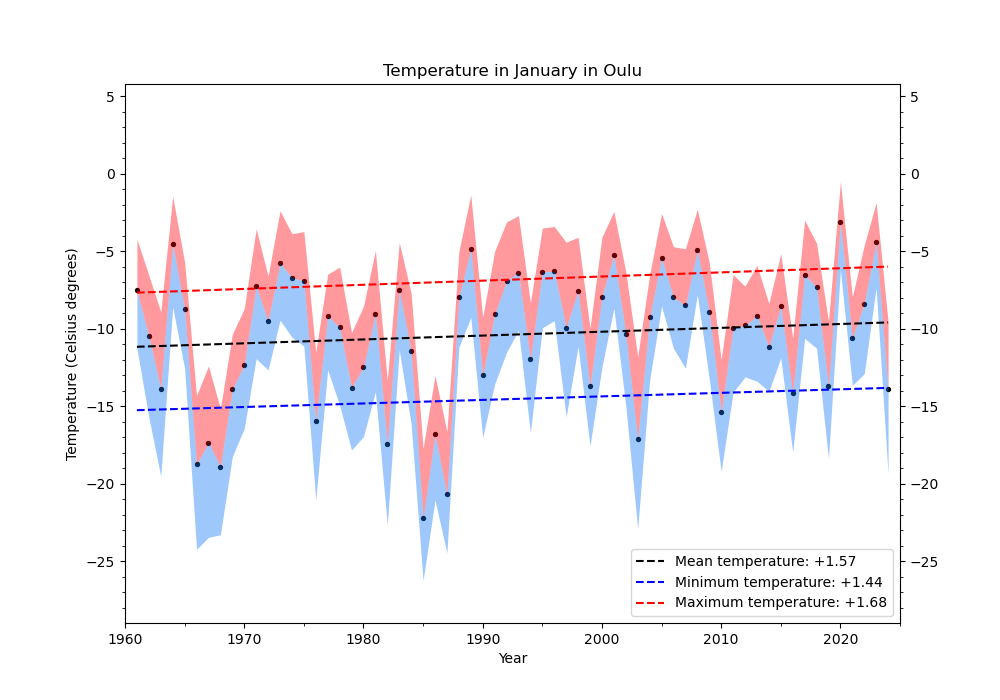 Temperature in January in Oulu
5
0
−5
−10
−15
−20
−25
5
0
−5
−10
−15
−20
−25
Temperature (Celsius degrees)
Mean temperature: +1.57
Minimum temperature: +1.44
Maximum temperature: +1.68
1960 1970 1980 1990 2000 2010 2020
Year